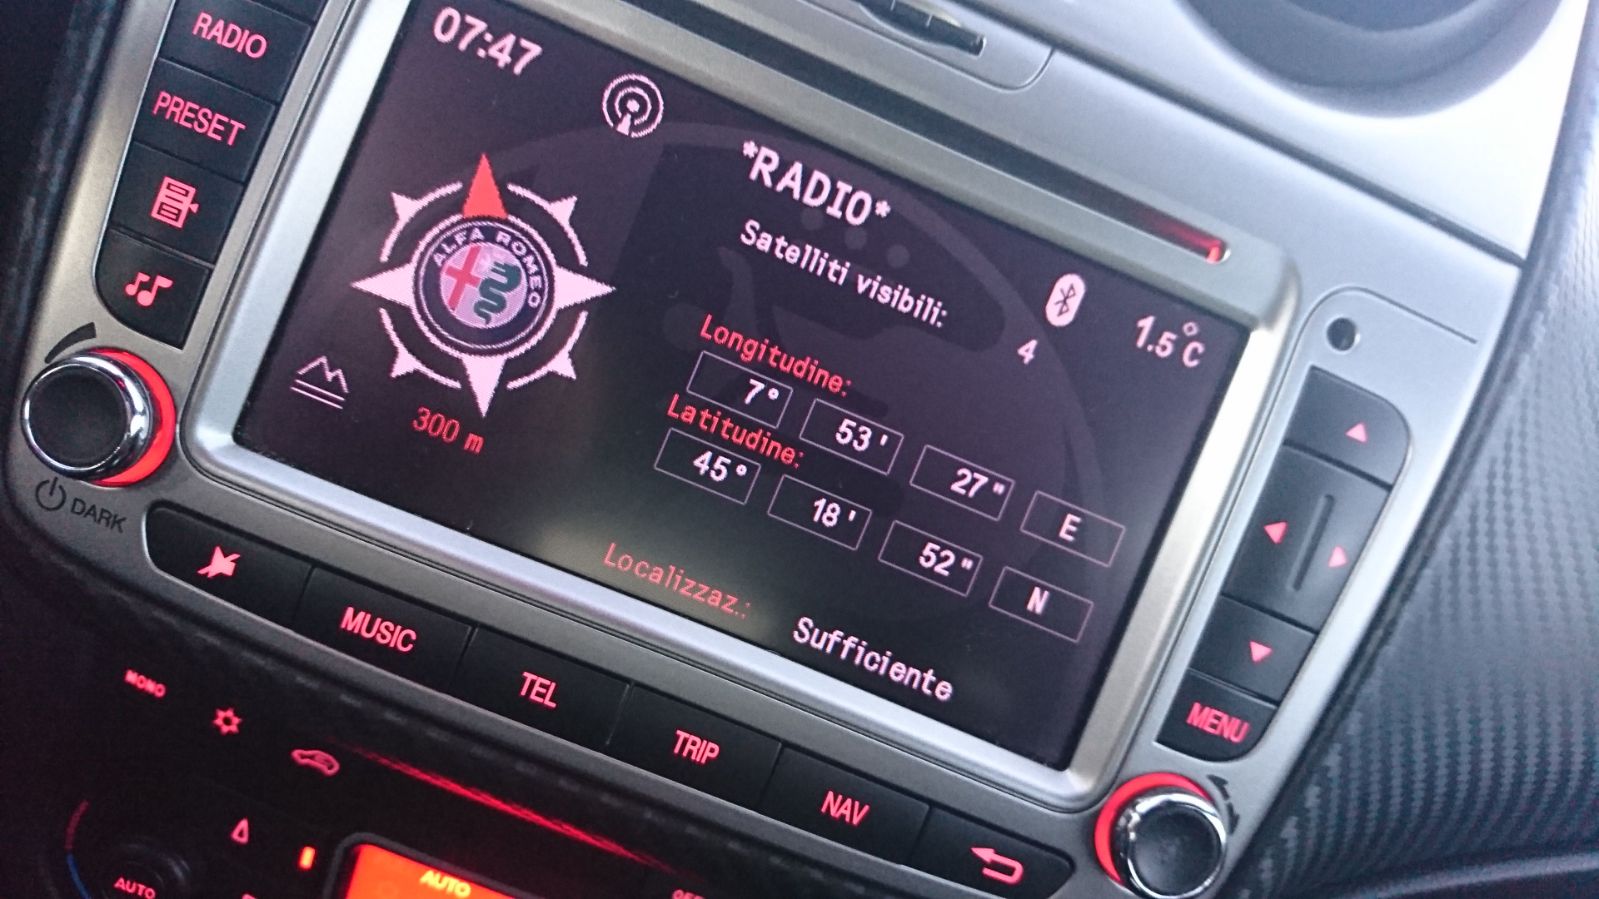 RADIO
PRESET
07:47
*RADIO*
Satelliti visibili:
4
1.5°C
ALFA ROMEO
300 m
Longitudine:
7° 53' 27" E
Latitudine:
45° 18' 52" N
Localizzaz.:
Sufficiente
DARK
MUSIC
TEL
TRIP
NAV
MENU
MONO
AUTO
AUTO